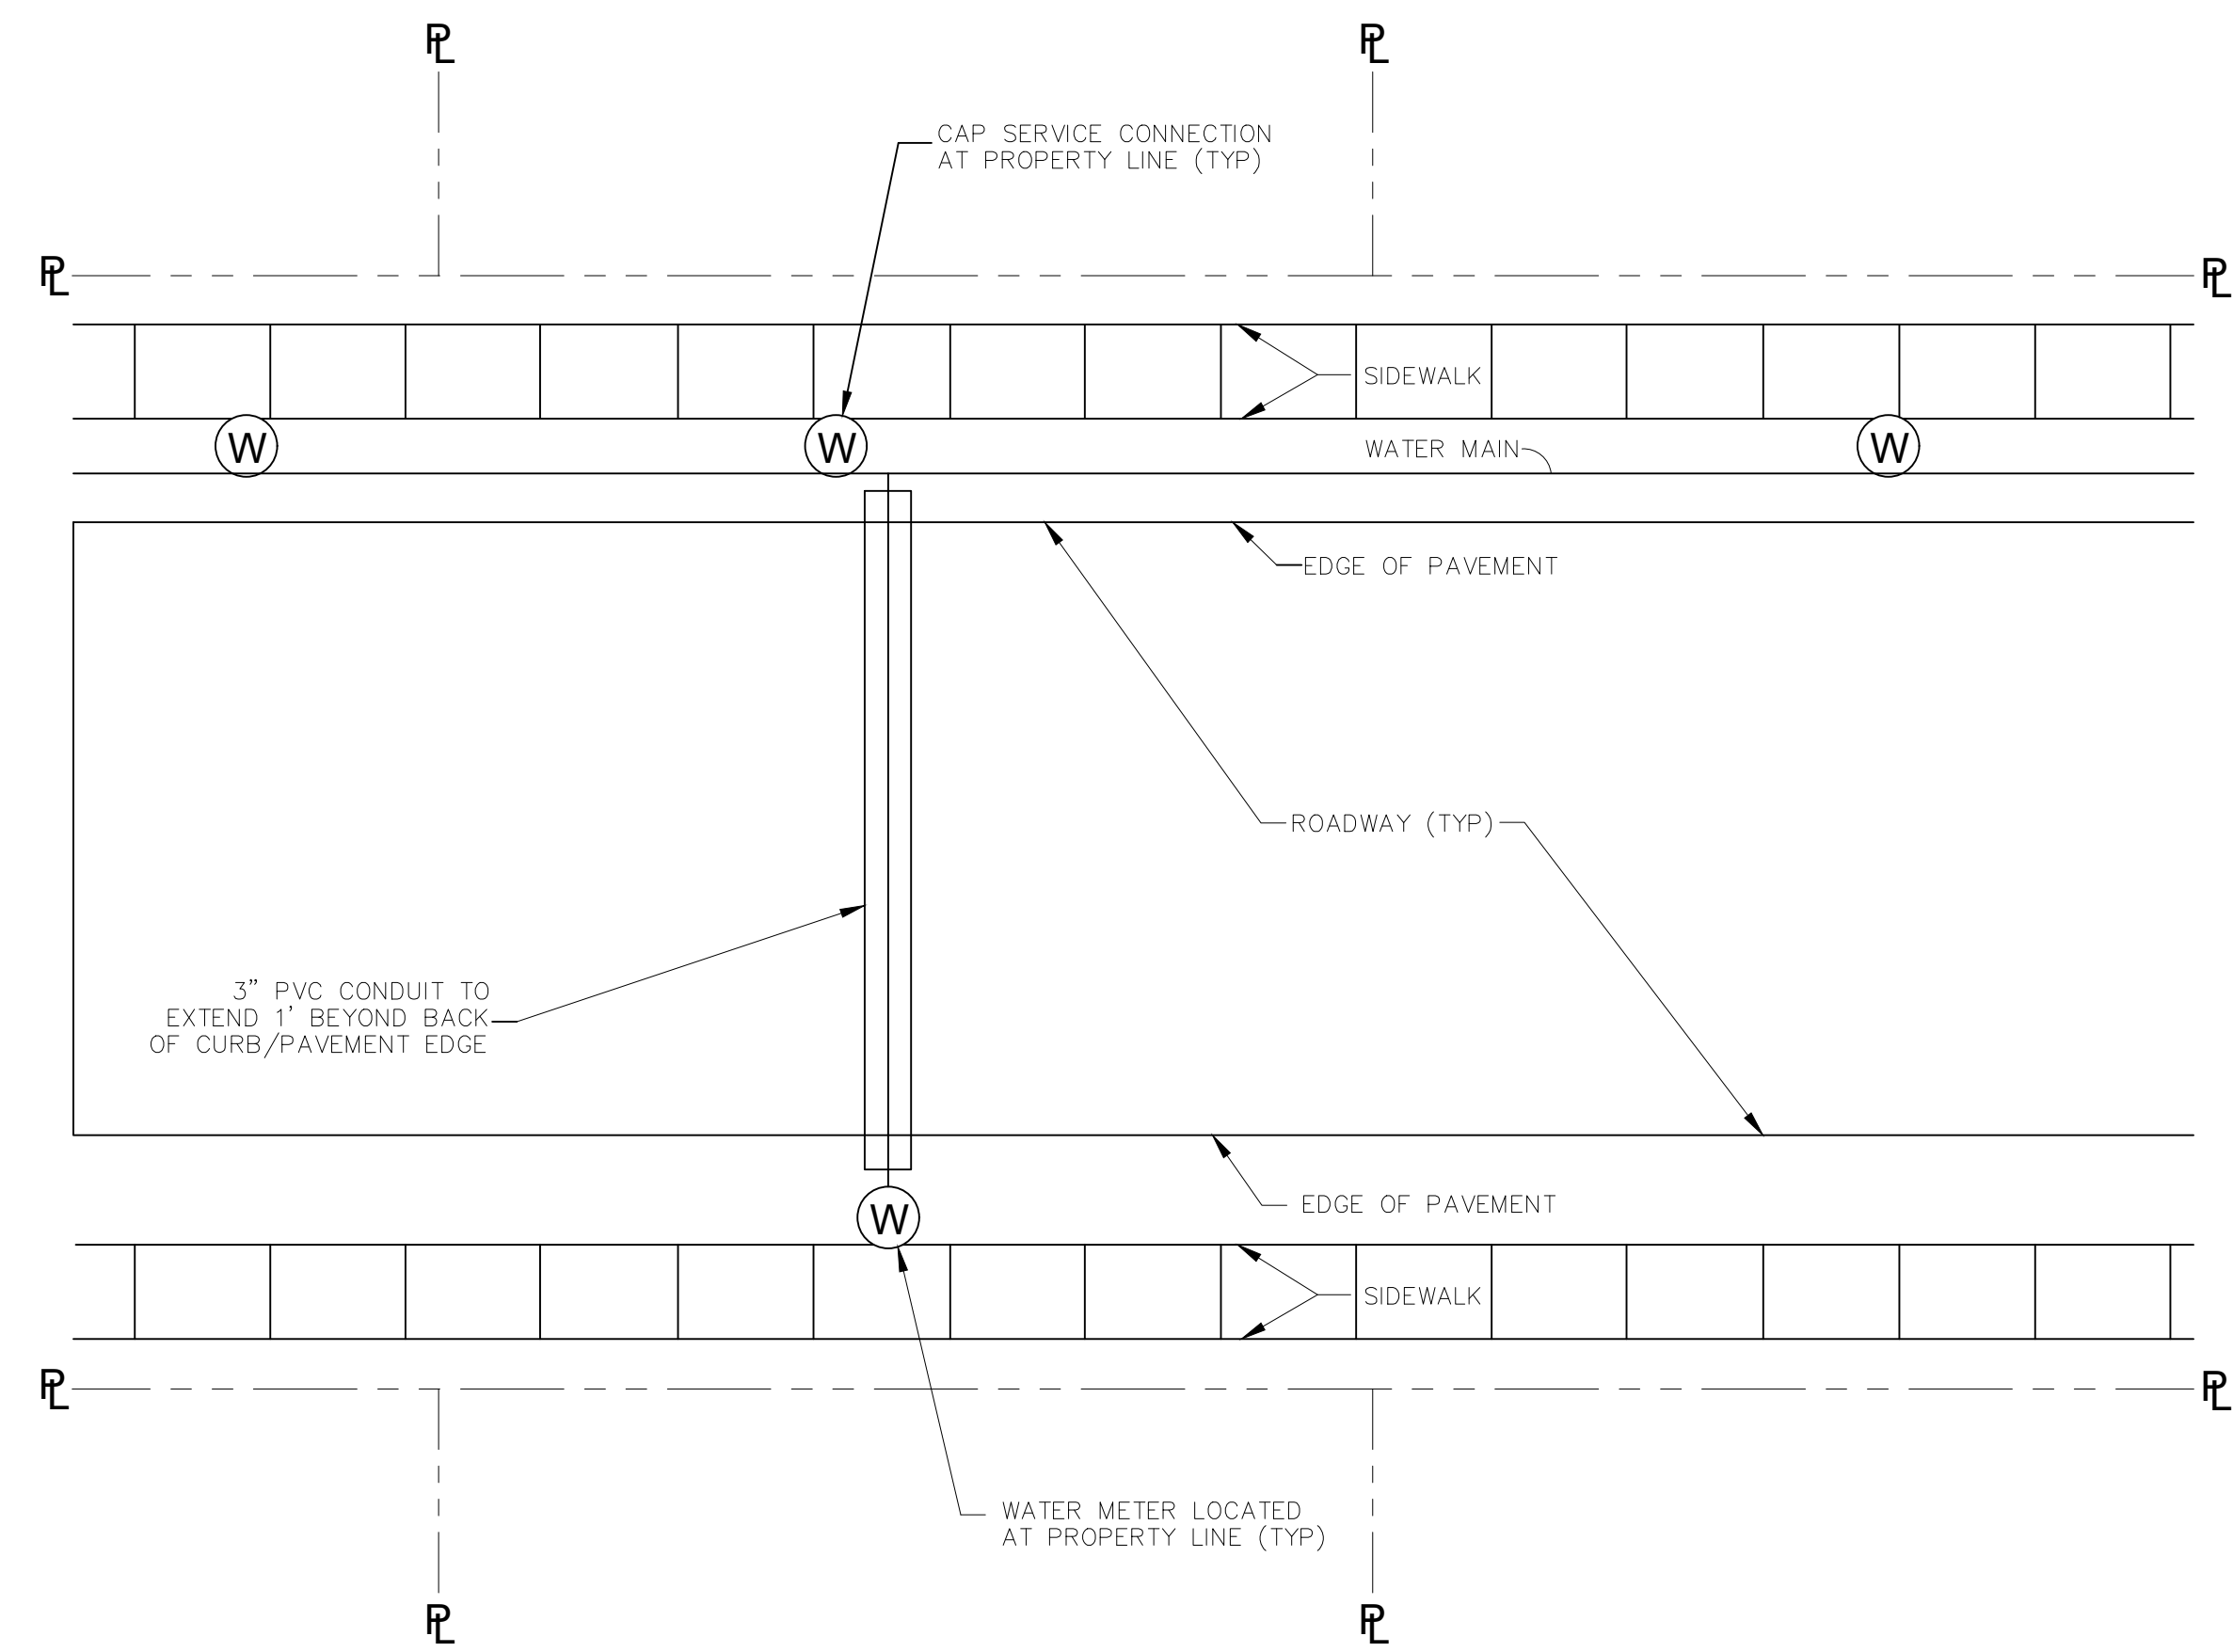 PL
PL
CAP SERVICE CONNECTION
AT PROPERTY LINE (TYP)
PL
PL
SIDEWALK
W
W
WATER MAIN
W
EDGE OF PAVEMENT
ROADWAY (TYP)
3" PVC CONDUIT TO
EXTEND 1' BEYOND BACK
OF CURB/PAVEMENT EDGE
EDGE OF PAVEMENT
W
SIDEWALK
PL
PL
WATER METER LOCATED
AT PROPERTY LINE (TYP)
PL
PL